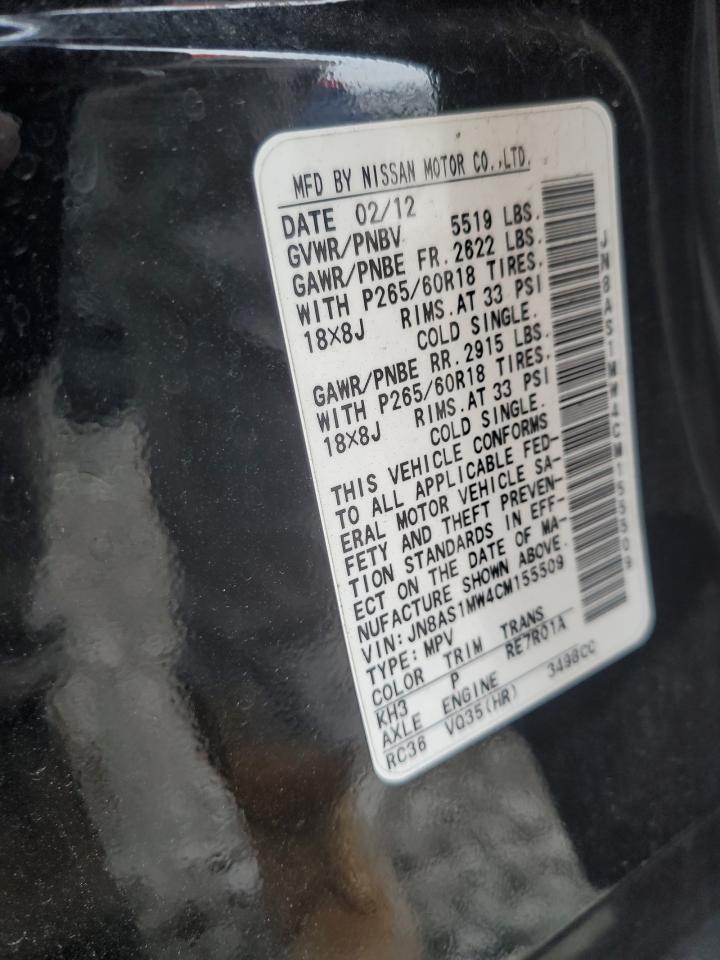 MFD BY NISSAN MOTOR CO.,LTD.
DATE 02/12
GVWR/PNBV 5519 LBS.
GAWR/PNBE FR. 2622 LBS.
WITH P265/60R18 TIRES.
18×8J RIMS. AT 33 PSI
COLD SINGLE.
GAWR/PNBE RR. 2915 LBS.
WITH P265/60R18 TIRES.
18×8J RIMS. AT 33 PSI
COLD SINGLE.
THIS VEHICLE CONFORMS
TO ALL APPLICABLE FED-
ERAL MOTOR VEHICLE SA-
FETY AND THEFT PREVEN-
TION STANDARDS IN EFF-
ECT ON THE DATE OF MA-
NUFACTURE SHOWN ABOVE.
VIN: JN8AS1MW4CM155509
TYPE: MPV
COLOR TRIM TRANS
KH3 P RE7R01A
AXLE ENGINE
RC36 VQ35(HR) 3498CC
JN8AS1MW4CM155509